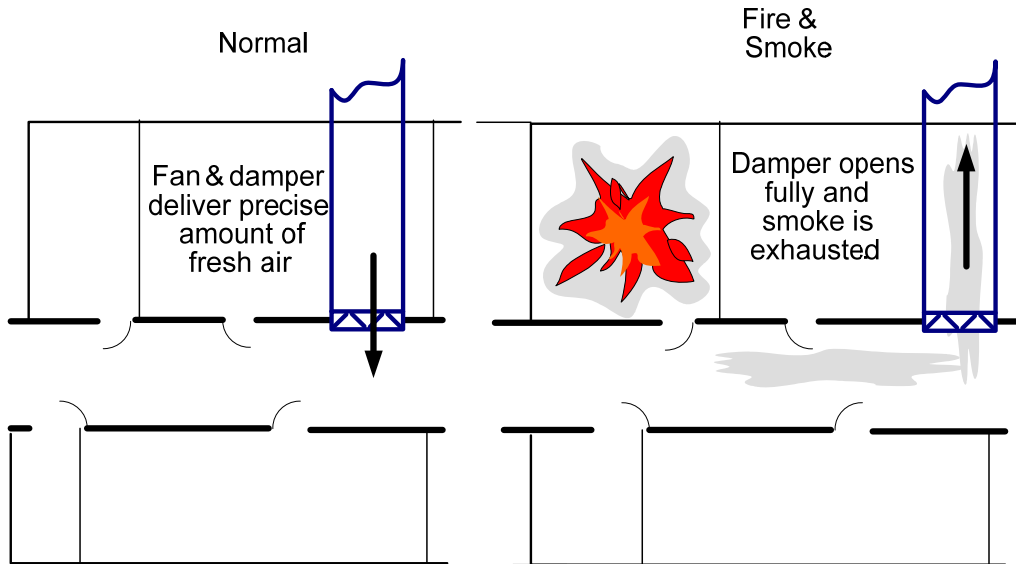 Normal
Fan & damper
deliver precise
amount of
fresh air
Fire &
Smoke
Damper opens
fully and
smoke is
exhausted.